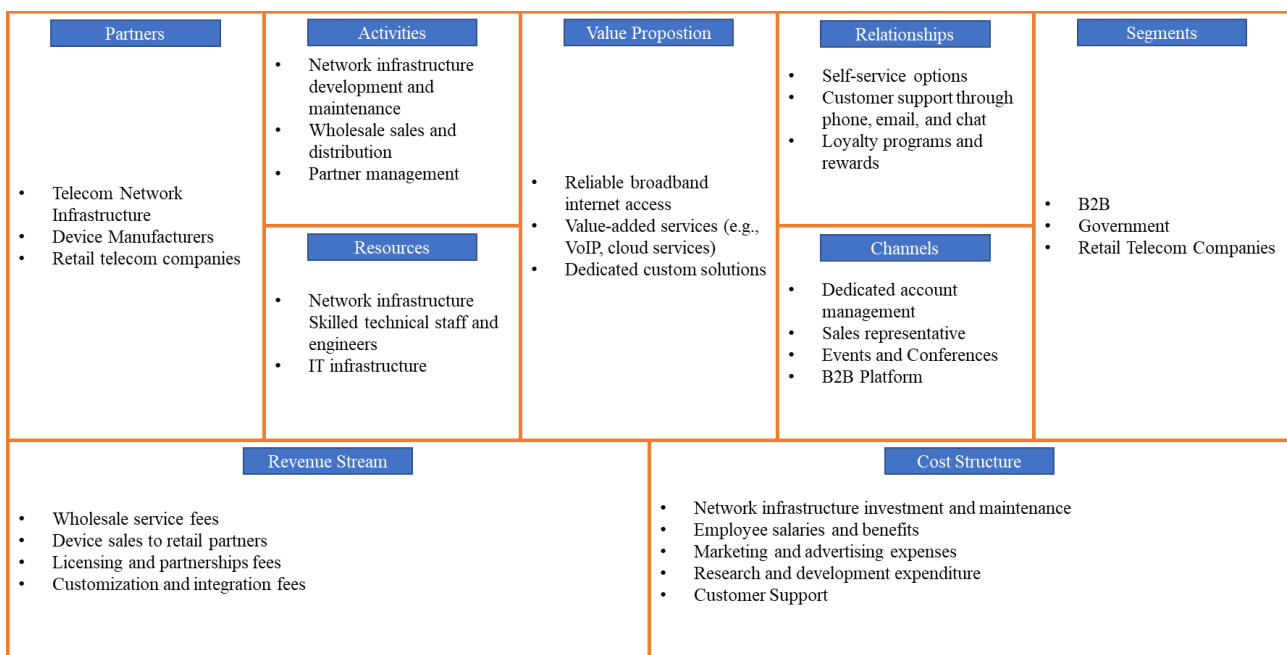 Partners
• Telecom Network
Infrastructure
• Device Manufacturers
• Retail telecom companies
Activities
• Network infrastructure
development and
maintenance
• Wholesale sales and
distribution
• Partner management
Resources
• Network infrastructure
Skilled technical staff and
engineers
• IT infrastructure
Value Propostion
• Reliable broadband
internet access
• Value-added services (e.g.,
VoIP, cloud services)
• Dedicated custom solutions
Relationships
• Self-service options
• Customer support through
phone, email, and chat
• Loyalty programs and
rewards
Channels
• Dedicated account
management
• Sales representative
• Events and Conferences
• B2B Platform
Segments
• B2B
• Government
• Retail Telecom Companies
Revenue Stream
• Wholesale service fees
• Device sales to retail partners
• Licensing and partnerships fees
• Customization and integration fees
Cost Structure
• Network infrastructure investment and maintenance
• Employee salaries and benefits
• Marketing and advertising expenses
• Research and development expenditure
• Customer Support